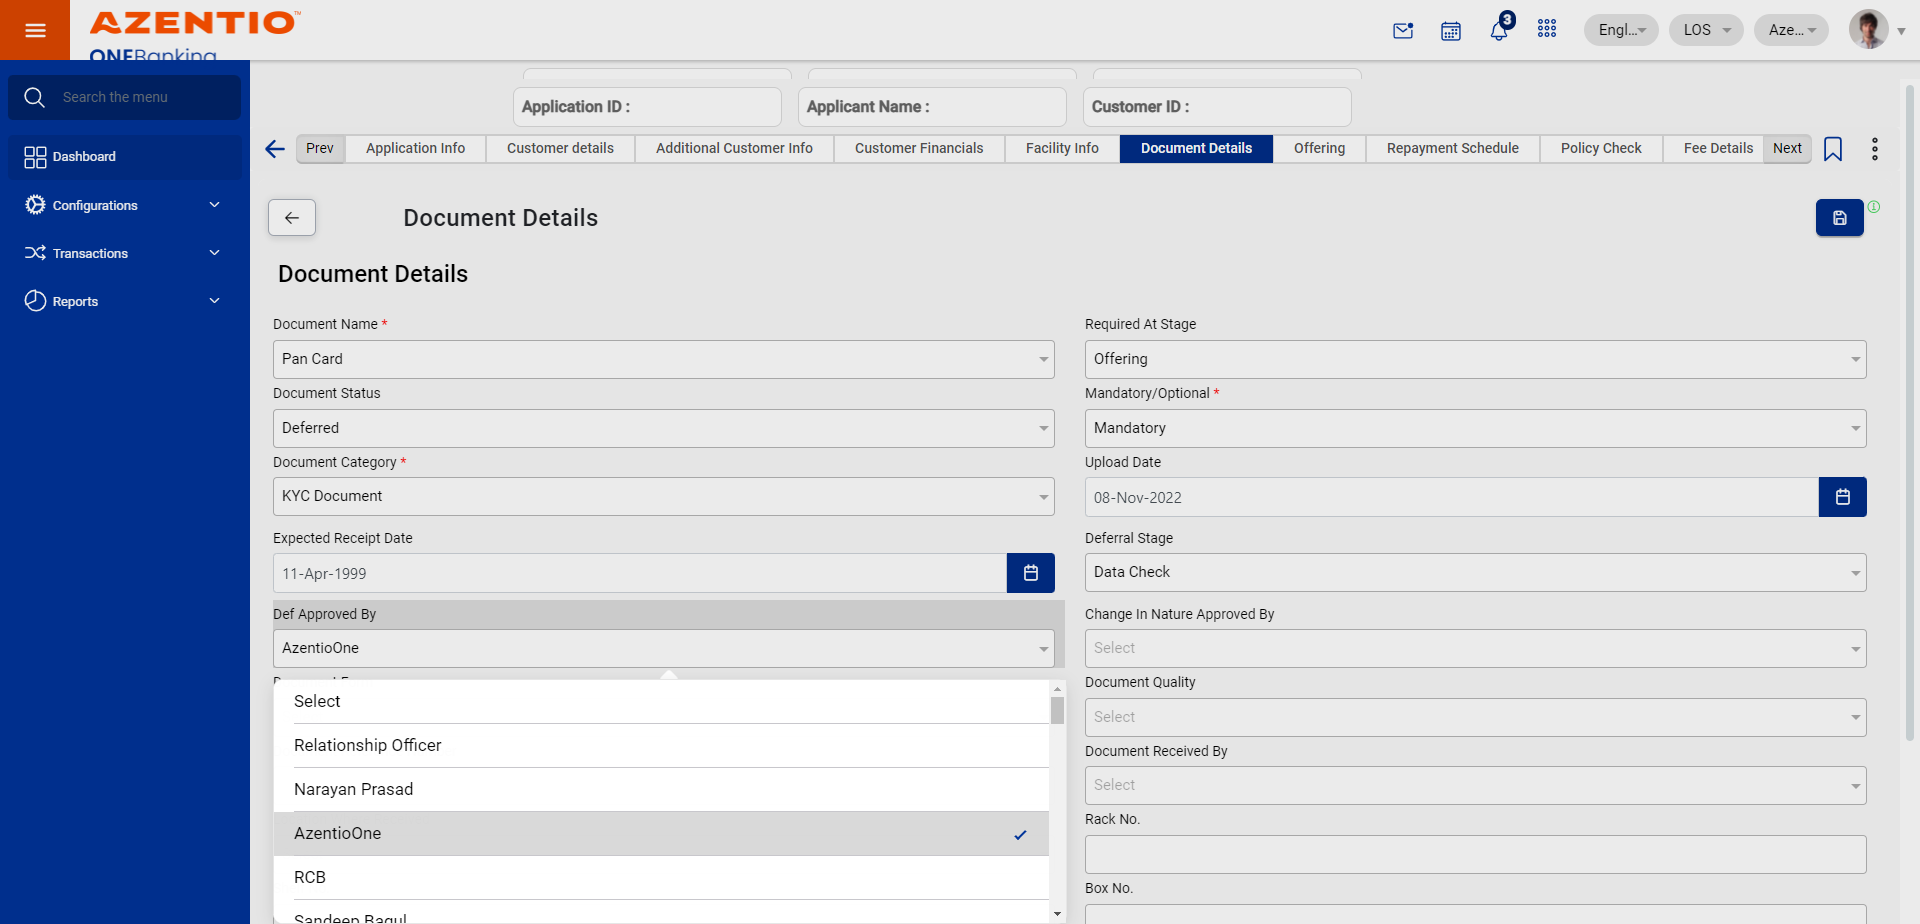 AZENTIO™
ONEBanking
3
Engl...
LOS
Aze...
Search the menu
Dashboard
Configurations
Transactions
Reports
Application ID :
Applicant Name :
Customer ID :
Prev
Application Info
Customer details
Additional Customer Info
Customer Financials
Facility Info
Document Details
Offering
Repayment Schedule
Policy Check
Fee Details
Next
Document Details
Document Details
Document Name *
Pan Card
Required At Stage
Offering
Document Status
Deferred
Mandatory/Optional *
Mandatory
Document Category *
KYC Document
Upload Date
08-Nov-2022
Expected Receipt Date
11-Apr-1999
Deferral Stage
Data Check
Def Approved By
AzentioOne
Change In Nature Approved By
Select
Document Quality
Select
Document Received By
Select
Rack No.
Box No.
Select
Relationship Officer
Narayan Prasad
AzentioOne
RCB
Sandeep Bagul